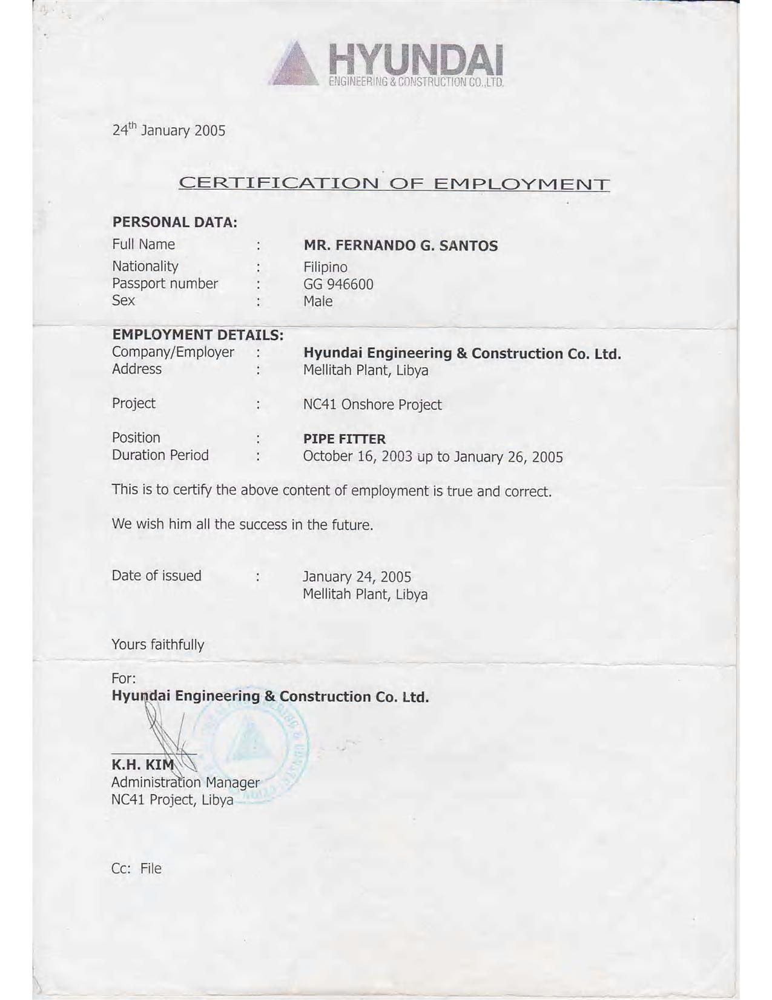 HYUNDAI
ENGINEERING & CONSTRUCTION CO.,LTD.
24th January 2005
CERTIFICATION OF EMPLOYMENT
PERSONAL DATA:
Full Name : MR. FERNANDO G. SANTOS
Nationality : Filipino
Passport number : GG 946600
Sex : Male
EMPLOYMENT DETAILS:
Company/Employer : Hyundai Engineering & Construction Co. Ltd.
Address : Mellitah Plant, Libya
Project : NC41 Onshore Project
Position : PIPE FITTER
Duration Period : October 16, 2003 up to January 26, 2005
This is to certify the above content of employment is true and correct.
We wish him all the success in the future.
Date of issued : January 24, 2005
Mellitah Plant, Libya
Yours faithfully
For:
Hyundai Engineering & Construction Co. Ltd.
K.H. KIM
Administration Manager
NC41 Project, Libya
Cc: File